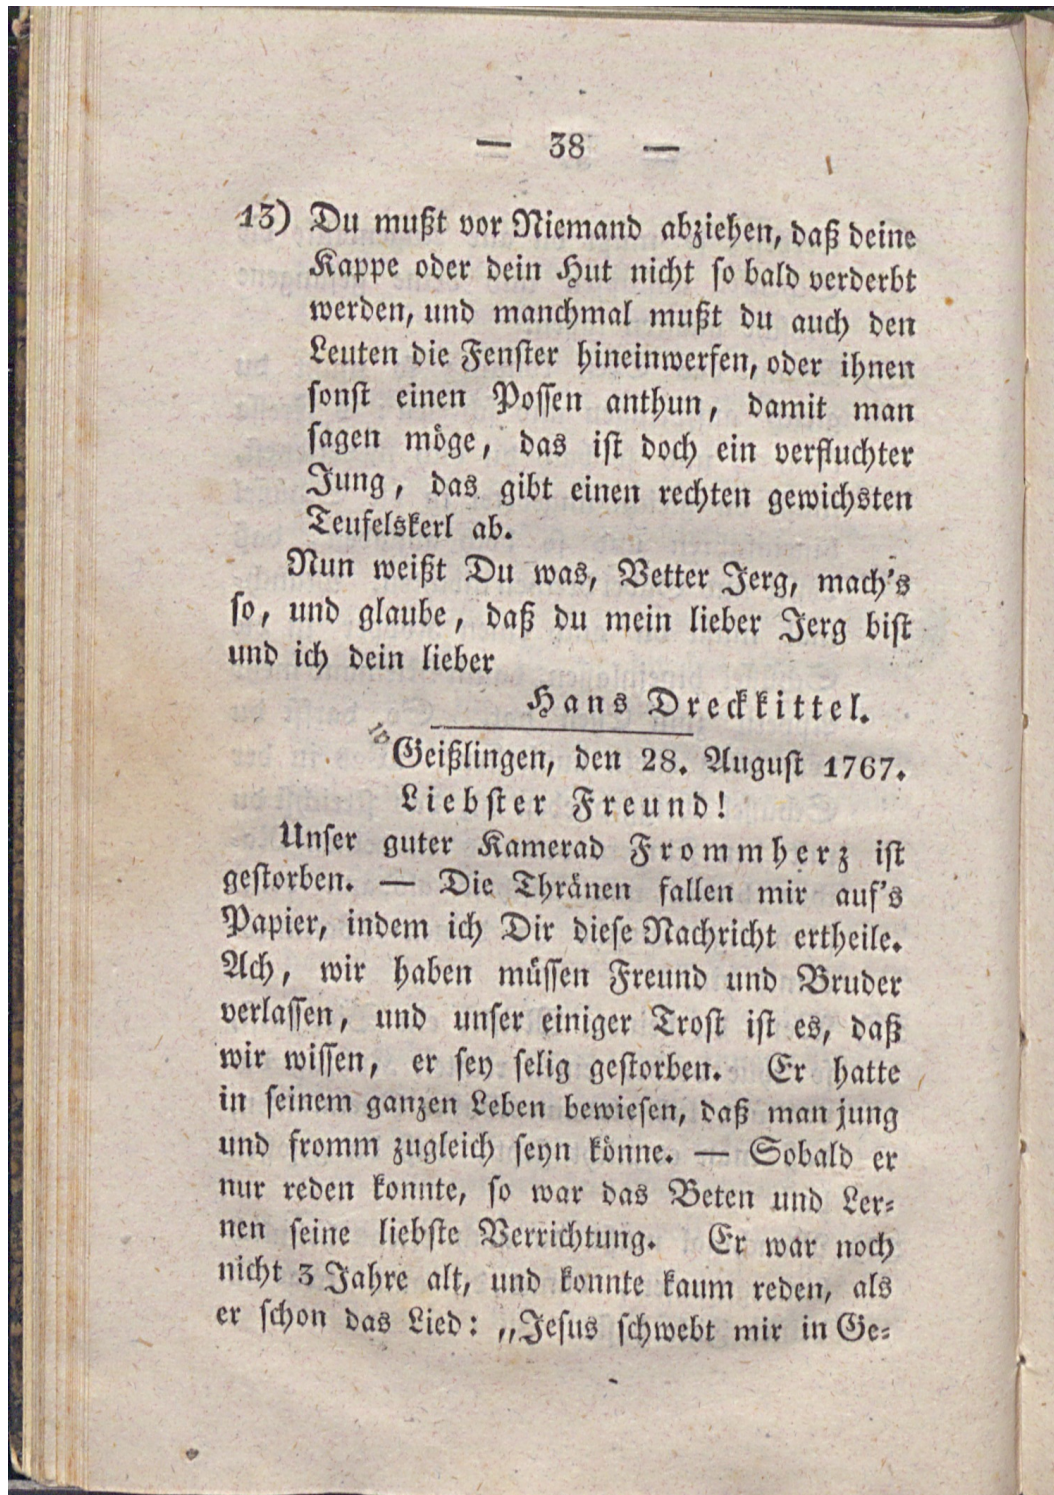 — 38 —
13) Du mußt vor Niemand abziehen, daß deine
Kappe oder dein Hut nicht so bald verderbt
werden, und manchmal mußt du auch den
Leuten die Fenster hineinwerfen, oder ihnen
sonst einen Possen anthun, damit man
sagen möge, das ist doch ein verfluchter
Jung, das gibt einen rechten gewichsten
Teufelskerl ab.
Nun weißt Du was, Vetter Jerg, mach's
so, und glaube, daß du mein lieber Jerg bist
und ich dein lieber
Hans Dreckkittel.
Geißlingen, den 28. August 1767.
Liebster Freund!
Unser guter Kamerad Frommherz ist
gestorben. — Die Thränen fallen mir auf's
Papier, indem ich Dir diese Nachricht ertheile.
Ach, wir haben müssen Freund und Bruder
verlassen, und unser einiger Trost ist es, daß
wir wissen, er sey selig gestorben. Er hatte
in seinem ganzen Leben bewiesen, daß man jung
und fromm zugleich seyn könne. — Sobald er
nur reden konnte, so war das Beten und Ler-
nen seine liebste Verrichtung. Er war noch
nicht 3 Jahre alt, und konnte kaum reden, als
er schon das Lied: „Jesus schwebt mir in Ge-